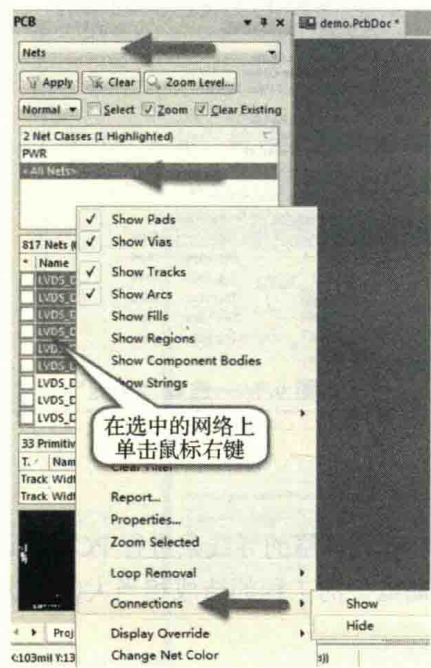 PCB
demo.PcbDoc *
Nets
Apply
Clear
Zoom Level...
Normal
Select
Zoom
Clear Existing
2 Net Classes (1 Highlighted)
PWR
<All Nets>
817 Nets (
* Name
LVDS_D
LVDS_D
LVDS_D
LVDS_D
LVDS_D
LVDS_D
LVDS_D
LVDS_D
LVDS_D
Show Pads
Show Vias
Show Tracks
Show Arcs
Show Fills
Show Regions
Show Component Bodies
Show Strings
在选中的网络上
单击鼠标右键
33 Primitiv
T. Nam
Track Widt
Track Widt
Clear Filter
Report...
Properties...
Zoom Selected
Loop Removal
Connections
Show
Hide
Proj
Display Override
X:103mil Y:13
Change Net Color